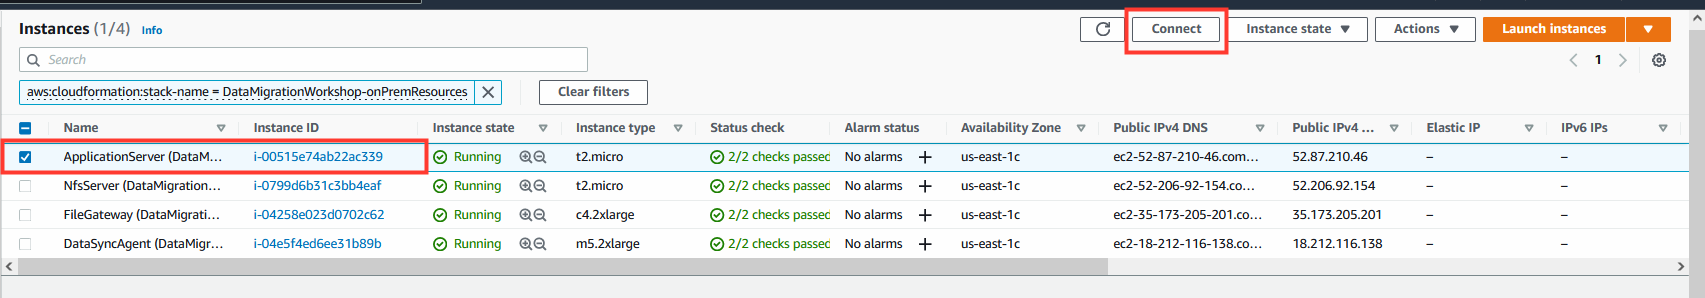 Instances (1/4) Info Connect Instance state Actions Launch instances
Search 1
aws:cloudformation:stack-name = DataMigrationWorkshop-onPremResources Clear filters
Name Instance ID Instance state Instance type Status check Alarm status Availability Zone Public IPv4 DNS Public IPv4 ... Elastic IP IPv6 IPs
ApplicationServer (DataM... i-00515e74ab22ac339 Running t2.micro 2/2 checks passed No alarms + us-east-1c ec2-52-87-210-46.com... 52.87.210.46 – –
NfsServer (DataMigration... i-0799d6b31c3bb4eaf Running t2.micro 2/2 checks passed No alarms + us-east-1c ec2-52-206-92-154.co... 52.206.92.154 – –
FileGateway (DataMigrati... i-04258e023d0702c62 Running c4.2xlarge 2/2 checks passed No alarms + us-east-1c ec2-35-173-205-201.co... 35.173.205.201 – –
DataSyncAgent (DataMigr... i-04e5f4ed6ee31b89b Running m5.2xlarge 2/2 checks passed No alarms + us-east-1c ec2-18-212-116-138.co... 18.212.116.138 – –